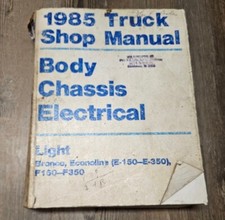 1985 Truck
Shop Manual
Body
Chassis
Electrical
Light
Bronco, Econoline (E-150-E-350),
F150-F350